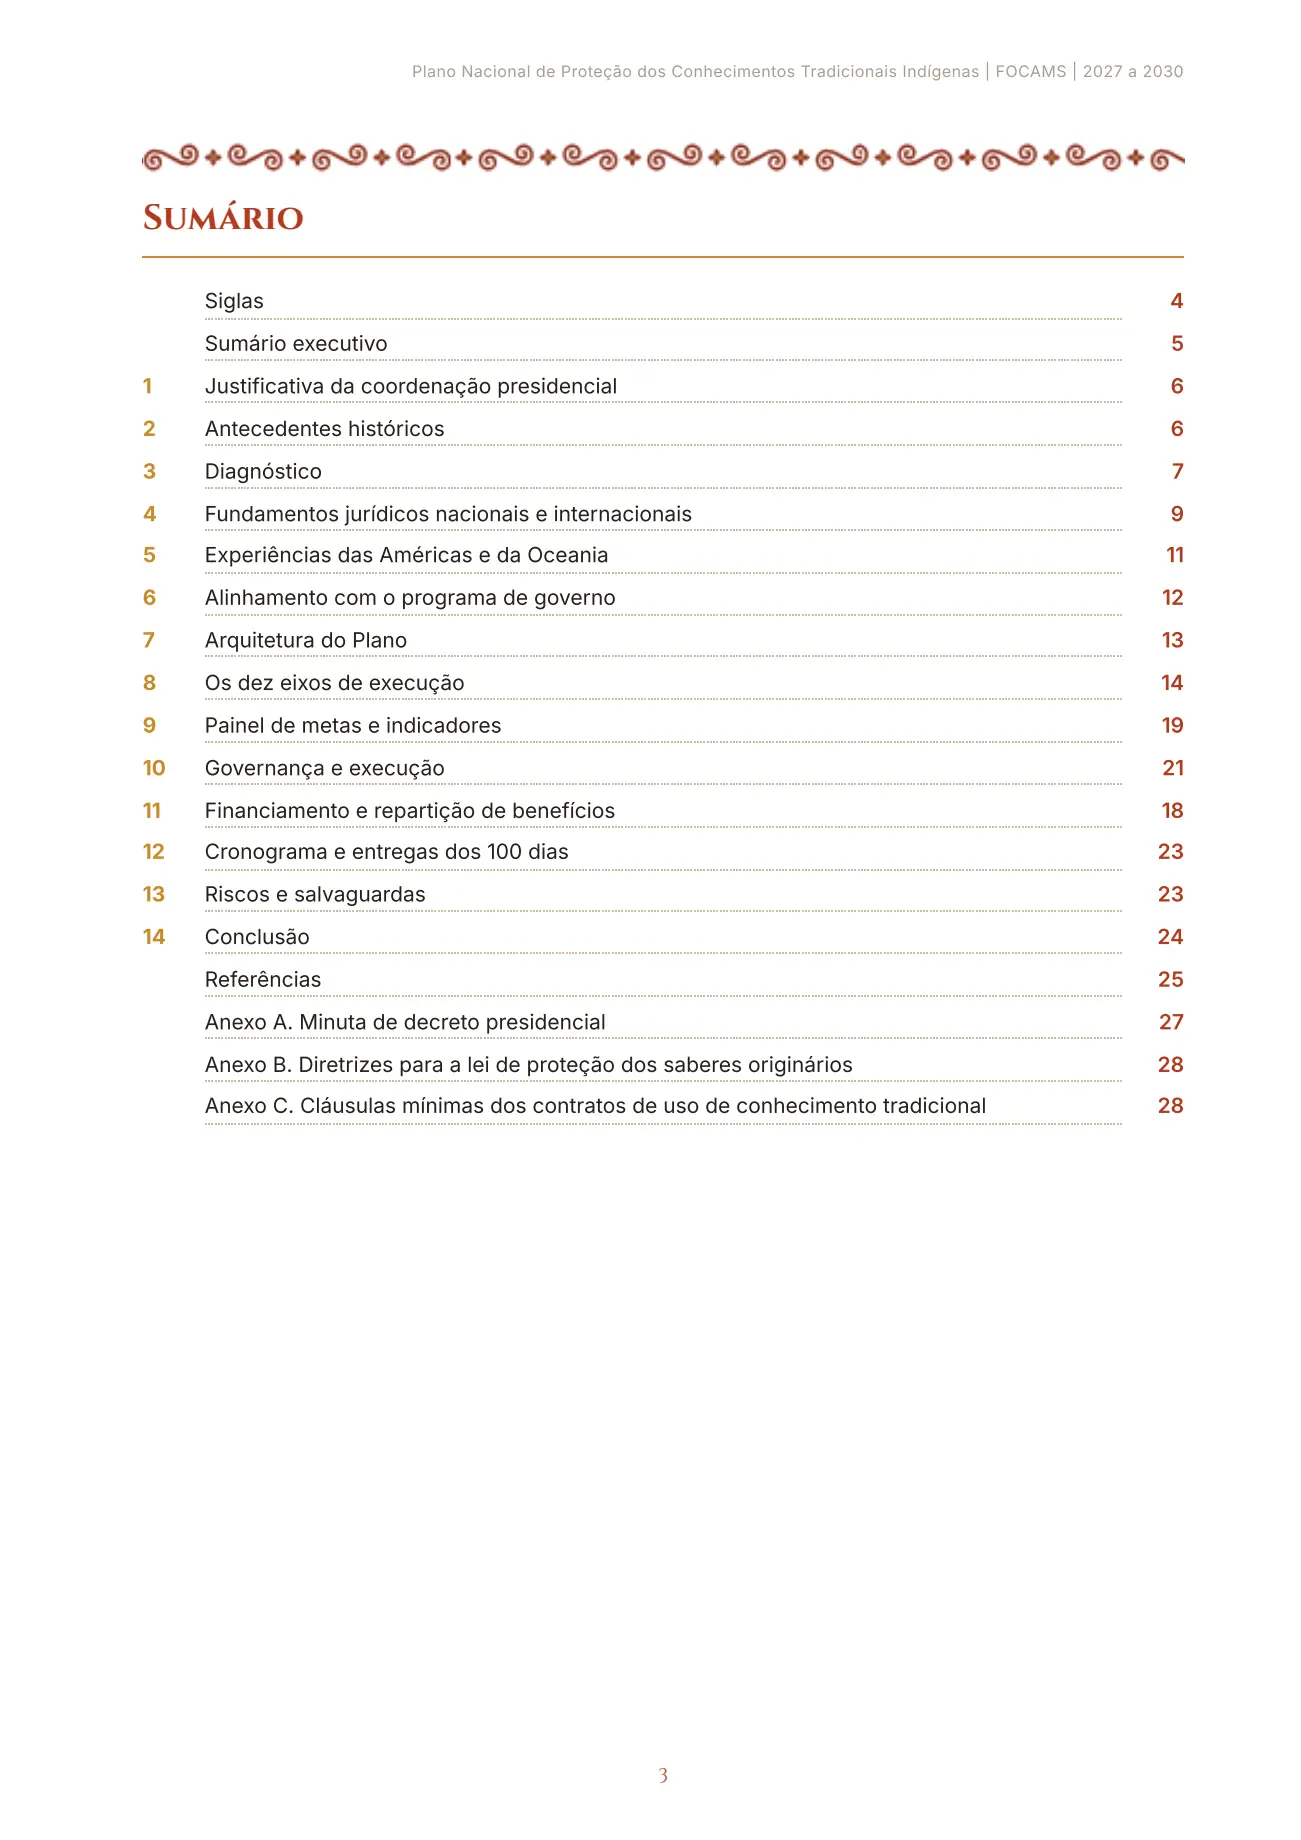 Plano Nacional de Proteção dos Conhecimentos Tradicionais Indígenas | FOCAMS | 2027 a 2030
Sumário
Siglas 4
Sumário executivo 5
1 Justificativa da coordenação presidencial 6
2 Antecedentes históricos 6
3 Diagnóstico 7
4 Fundamentos jurídicos nacionais e internacionais 9
5 Experiências das Américas e da Oceania 11
6 Alinhamento com o programa de governo 12
7 Arquitetura do Plano 13
8 Os dez eixos de execução 14
9 Painel de metas e indicadores 19
10 Governança e execução 21
11 Financiamento e repartição de benefícios 18
12 Cronograma e entregas dos 100 dias 23
13 Riscos e salvaguardas 23
14 Conclusão 24
Referências 25
Anexo A. Minuta de decreto presidencial 27
Anexo B. Diretrizes para a lei de proteção dos saberes originários 28
Anexo C. Cláusulas mínimas dos contratos de uso de conhecimento tradicional 28
3